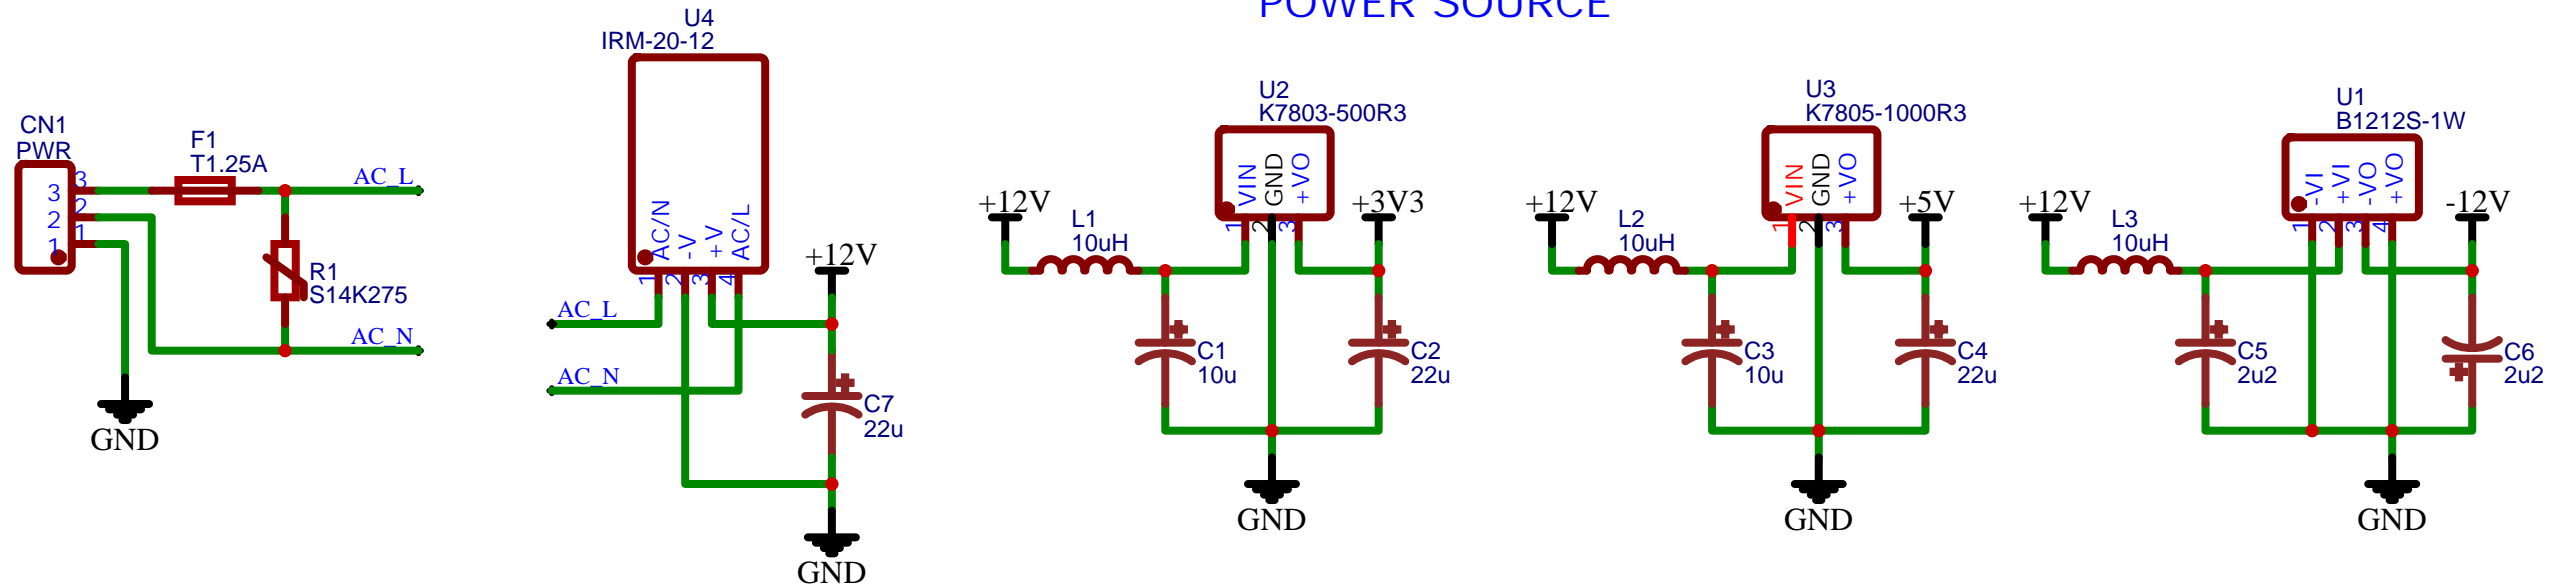 POWER SOURCE
CN1
PWR
3
2
1
3
2
1
F1
T1.25A
AC_L
R1
S14K275
AC_N
GND
U4
IRM-20-12
AC/N
-V
+V
AC/L
1
2
3
4
AC_L
AC_N
+12V
C7
22u
GND
U2
K7803-500R3
VIN
GND
+VO
1
2
3
+12V
L1
10uH
+3V3
C1
10u
C2
22u
GND
U3
K7805-1000R3
VIN
GND
+VO
1
2
3
+12V
L2
10uH
+5V
C3
10u
C4
22u
GND
U1
B1212S-1W
-VI
+VI
-VO
+VO
1
2
3
4
+12V
L3
10uH
-12V
C5
2u2
C6
2u2
GND